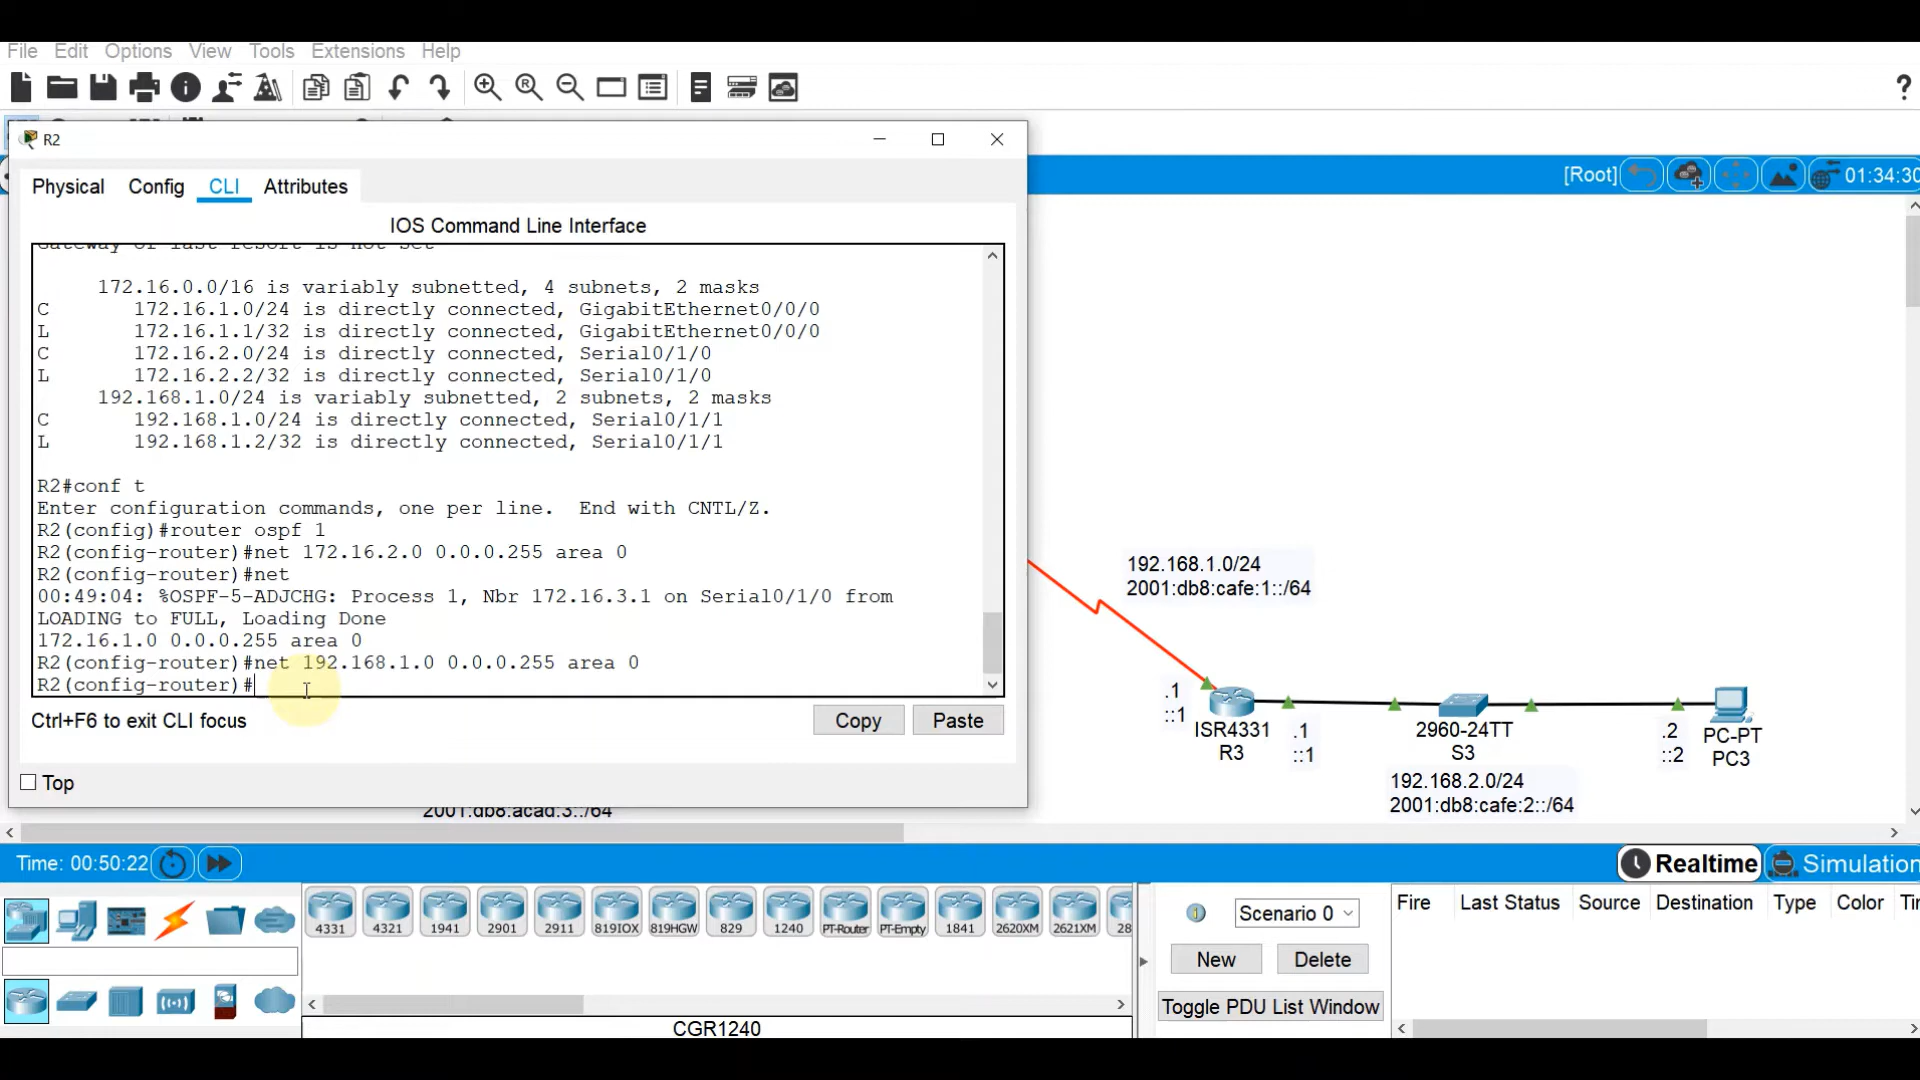 File Edit Options View Tools Extensions Help
?
R2
[Root] 01:34:30
Physical Config CLI Attributes
IOS Command Line Interface
Gateway of last resort is not set
172.16.0.0/16 is variably subnetted, 4 subnets, 2 masks
C 172.16.1.0/24 is directly connected, GigabitEthernet0/0/0
L 172.16.1.1/32 is directly connected, GigabitEthernet0/0/0
C 172.16.2.0/24 is directly connected, Serial0/1/0
L 172.16.2.2/32 is directly connected, Serial0/1/0
192.168.1.0/24 is variably subnetted, 2 subnets, 2 masks
C 192.168.1.0/24 is directly connected, Serial0/1/1
L 192.168.1.2/32 is directly connected, Serial0/1/1
R2#conf t
Enter configuration commands, one per line. End with CNTL/Z.
R2(config)#router ospf 1
R2(config-router)#net 172.16.2.0 0.0.0.255 area 0
R2(config-router)#net
00:49:04: %OSPF-5-ADJCHG: Process 1, Nbr 172.16.3.1 on Serial0/1/0 from
LOADING to FULL, Loading Done
172.16.1.0 0.0.0.255 area 0
R2(config-router)#net 192.168.1.0 0.0.0.255 area 0
R2(config-router)#
Ctrl+F6 to exit CLI focus
Copy Paste
Top
192.168.1.0/24
2001:db8:cafe:1::/64
.1
::1
ISR4331
R3
.1
::1
2960-24TT
S3
192.168.2.0/24
2001:db8:cafe:2::/64
.2
::2
PC-PT
PC3
2001:db8:acad:3::/64
Time: 00:50:22
Realtime Simulation
4331 4321 1941 2901 2911 819IOX 819HGW 829 1240 PT-Router PT-Empty 1841 2620XM 2621XM 28
CGR1240
Scenario 0
New Delete
Toggle PDU List Window
Fire Last Status Source Destination Type Color Ti